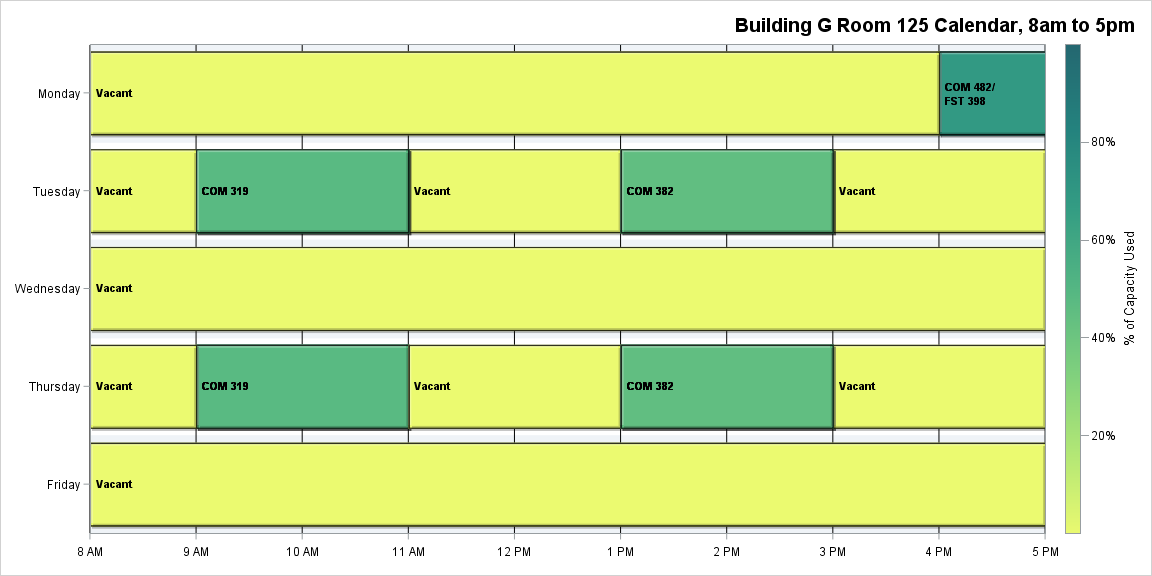 Building G Room 125 Calendar, 8am to 5pm
Monday
Vacant
COM 482/
FST 398
Tuesday
Vacant
COM 319
Vacant
COM 382
Vacant
Wednesday
Vacant
Thursday
Vacant
COM 319
Vacant
COM 382
Vacant
Friday
Vacant
8 AM
9 AM
10 AM
11 AM
12 PM
1 PM
2 PM
3 PM
4 PM
5 PM
80%
60%
40%
20%
% of Capacity Used